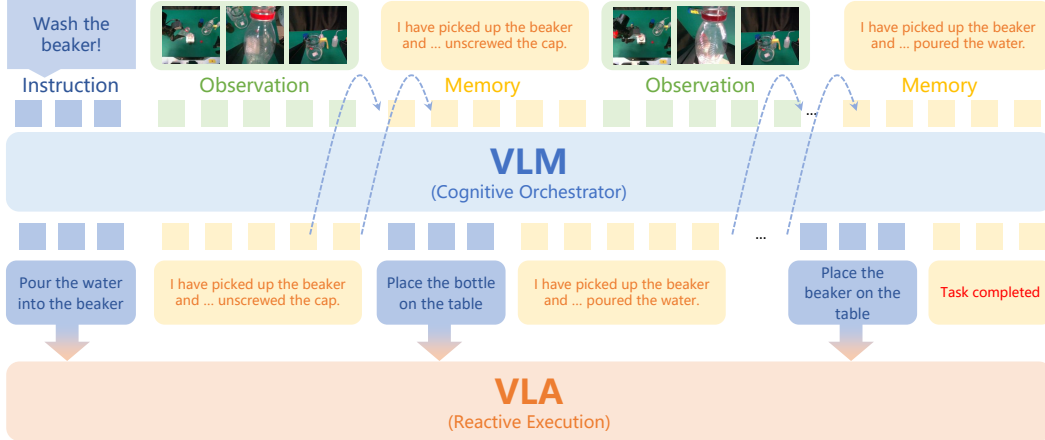 Wash the
beaker!
I have picked up the beaker
and ... unscrewed the cap.
I have picked up the beaker
and ... poured the water.
Instruction
Observation
Memory
Observation
Memory
...
VLM
(Cognitive Orchestrator)
...
Pour the water
into the beaker
I have picked up the beaker
and ... unscrewed the cap.
Place the bottle
on the table
I have picked up the beaker
and ... poured the water.
Place the
beaker on the
table
Task completed
VLA
(Reactive Execution)